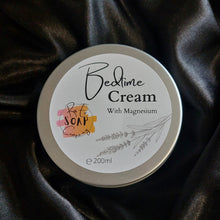 Bedtime
Cream
With Magnesium
SOAP
℮ 200ml